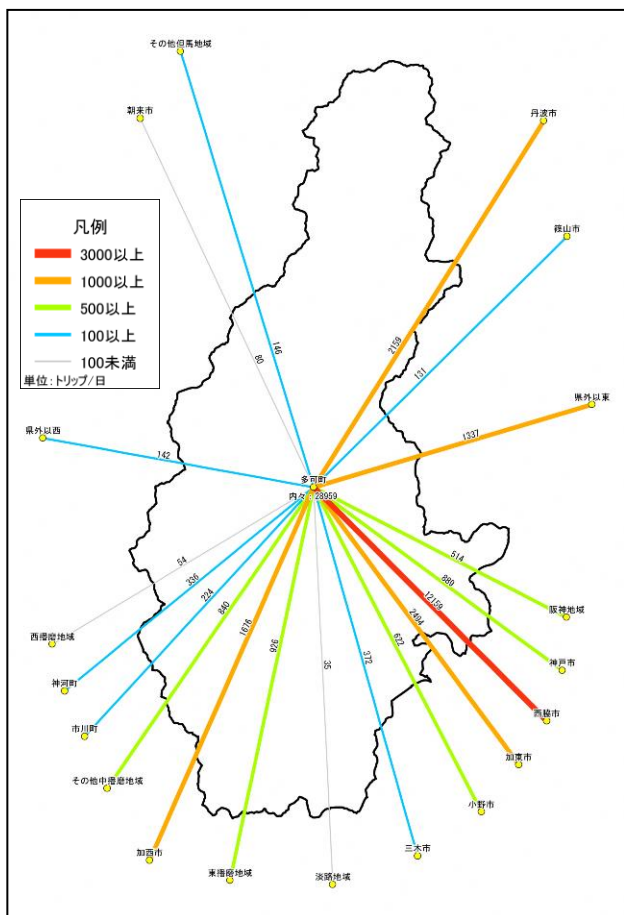 その他但馬地域
朝来市
丹波市
篠山市
凡例
3000以上
1000以上
500以上
100以上
100未満
単位:トリップ/日
146
80
2159
131
県外以東
1337
県外以西
142
多可町
内々:28959
514
889
12159
2404
632
372
35
926
1676
840
224
336
54
阪神地域
神戸市
西脇市
加東市
小野市
三木市
淡路地域
東播磨地域
加西市
その他中播磨地域
市川町
神河町
西播磨地域